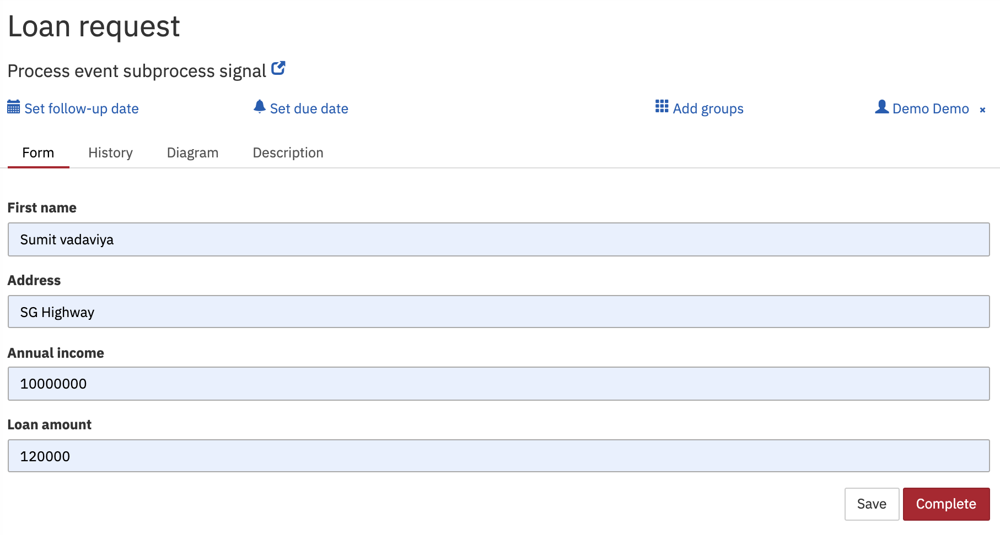 Loan request
Process event subprocess signal
Set follow-up date Set due date Add groups Demo Demo ×
Form History Diagram Description
First name
Sumit vadaviya
Address
SG Highway
Annual income
10000000
Loan amount
120000
Save Complete